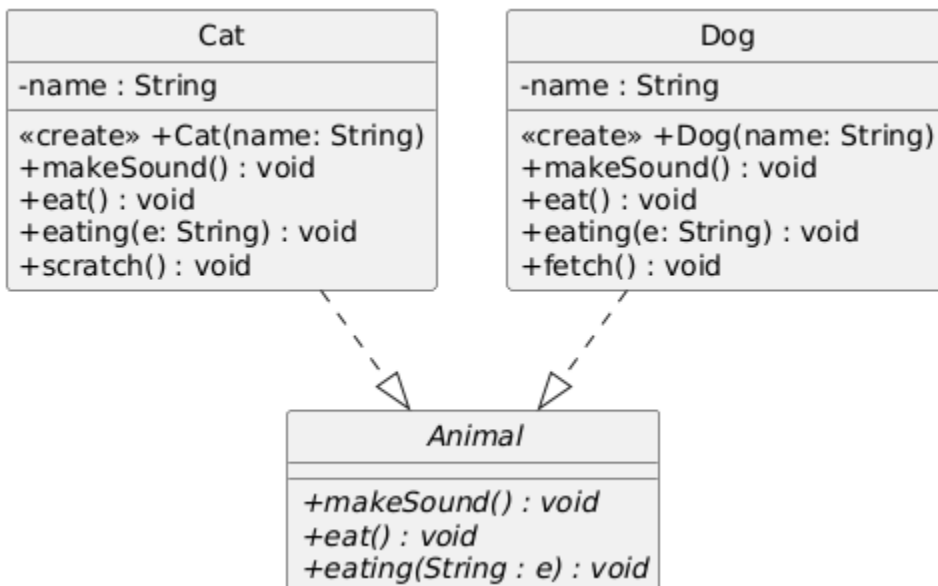 Cat
-name : String
«create» +Cat(name: String)
+makeSound() : void
+eat() : void
+eating(e: String) : void
+scratch() : void
Dog
-name : String
«create» +Dog(name: String)
+makeSound() : void
+eat() : void
+eating(e: String) : void
+fetch() : void
Animal
+makeSound() : void
+eat() : void
+eating(String : e) : void